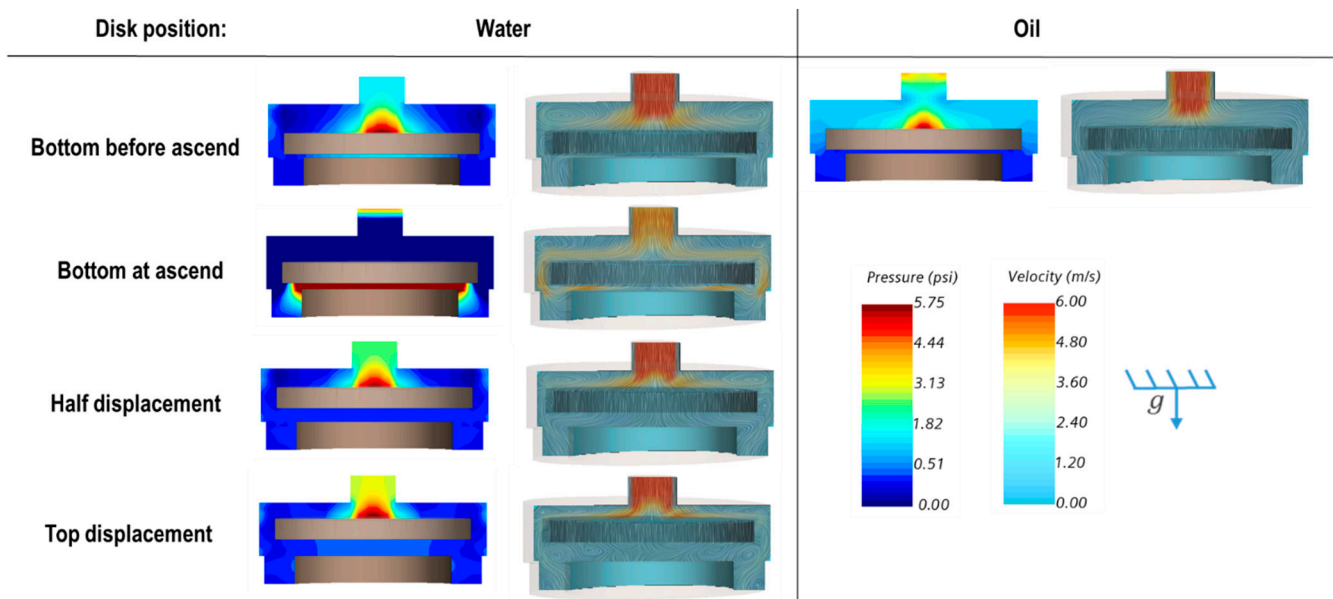 Disk position:
Water
Oil
Bottom before ascend
Bottom at ascend
Half displacement
Top displacement
Pressure (psi)
5.75
4.44
3.13
1.82
0.51
0.00
Velocity (m/s)
6.00
4.80
3.60
2.40
1.20
0.00
g